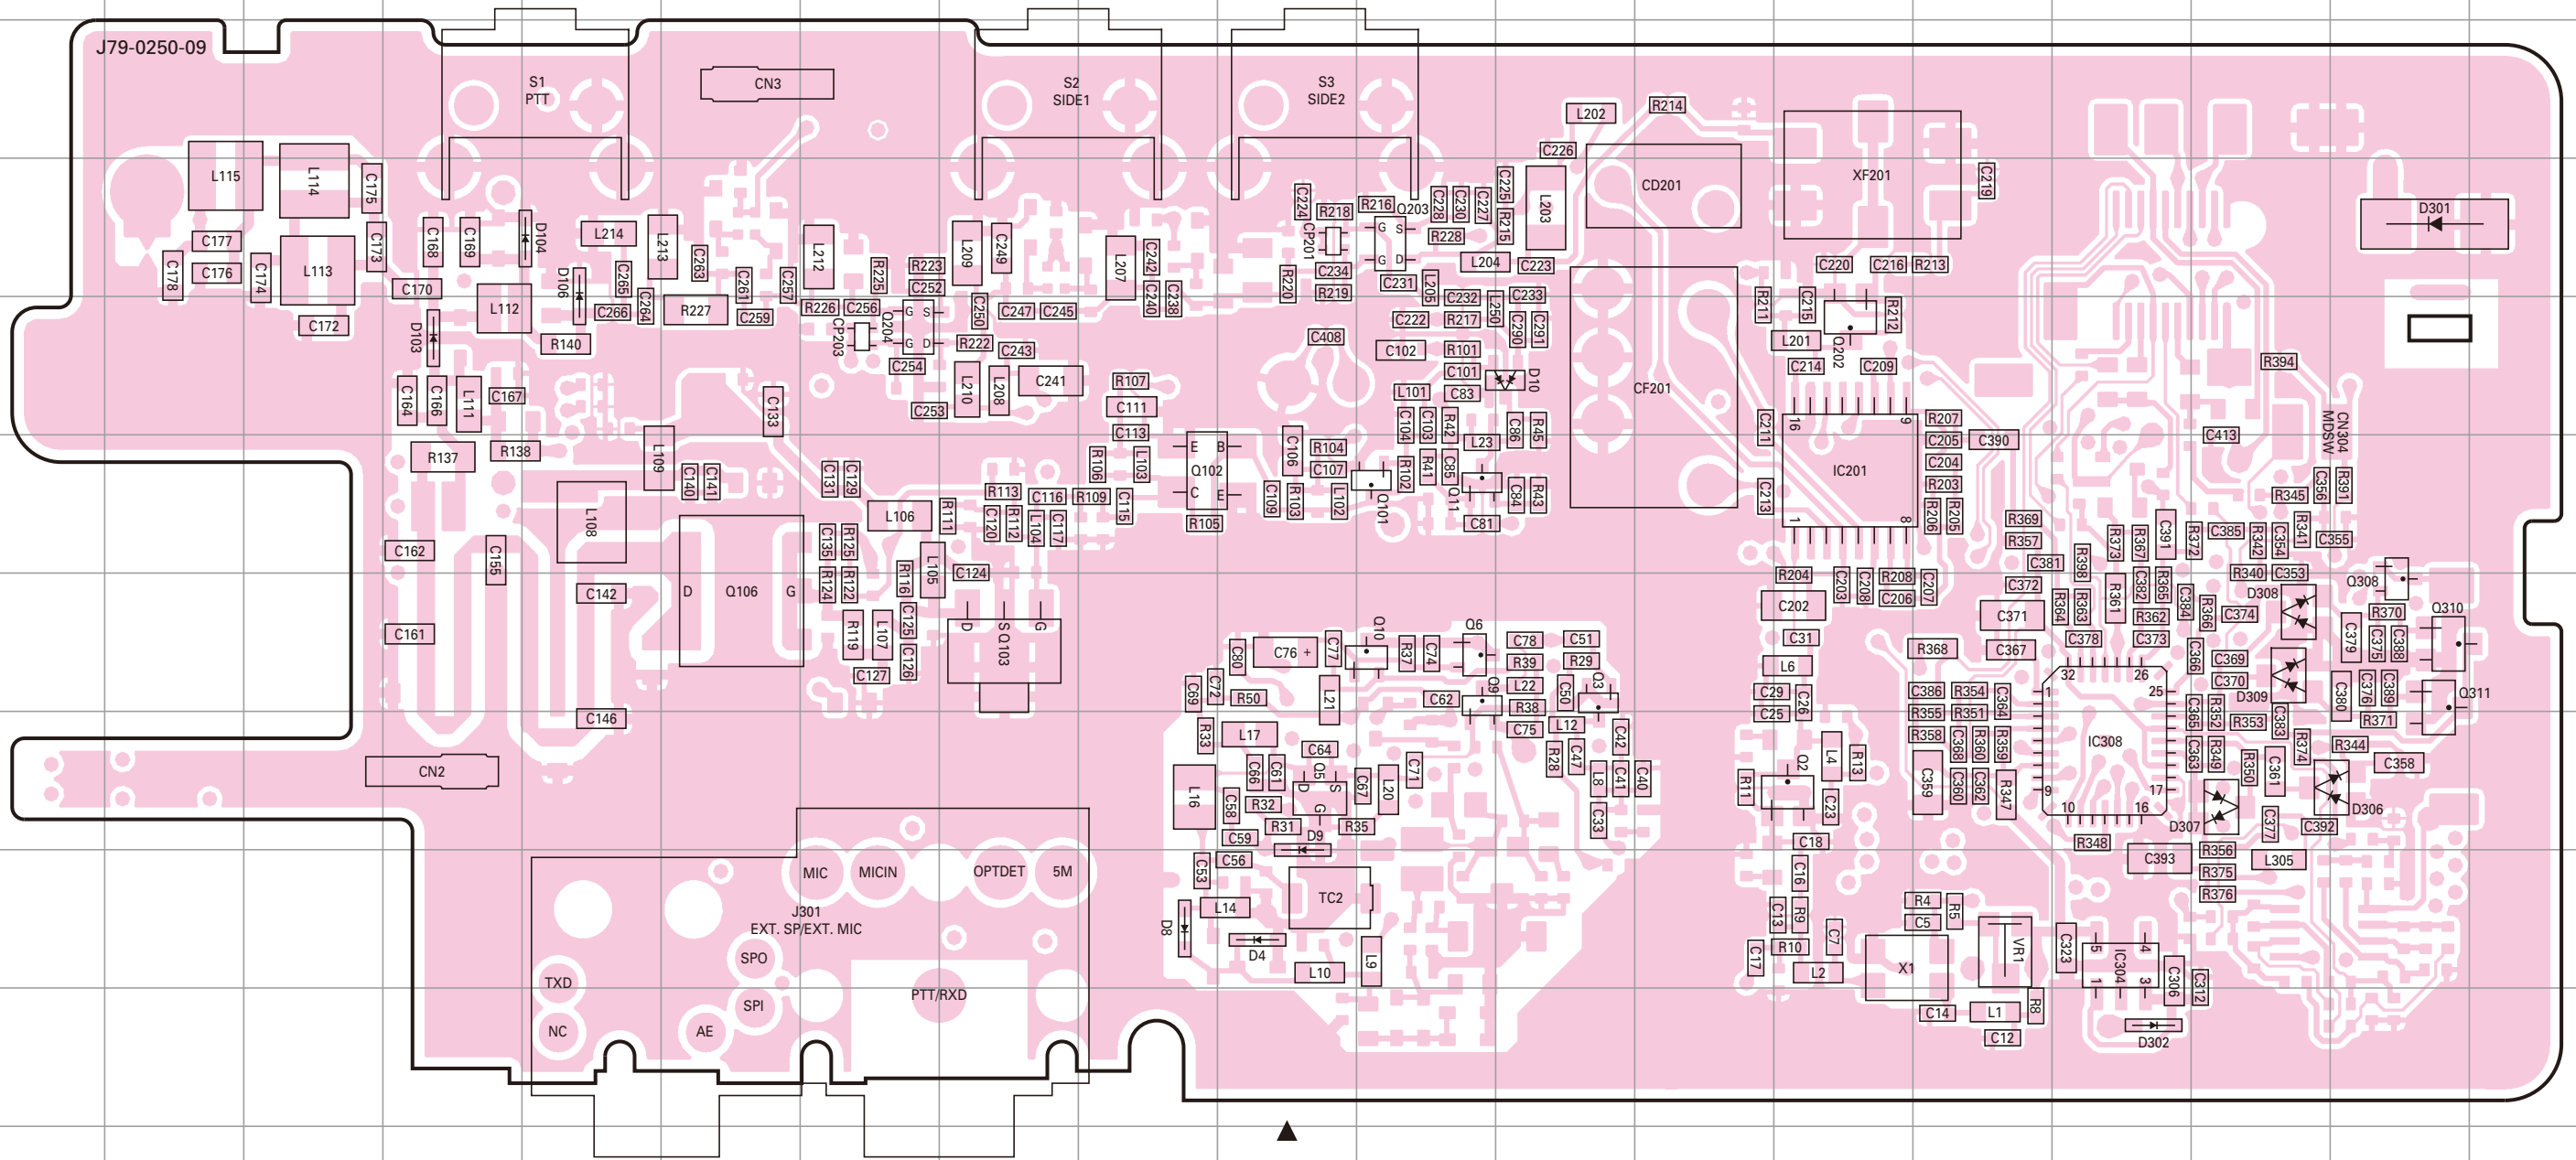 J79-0250-09
S1
PTT
CN3
S2
SIDE1
S3
SIDE2
L202
R214
C226
L115
L114
C175
C224
R218
R216
Q203
C228
C230
C227
C225
R215
L203
CD201
XF201
C219
D301
C177
C176
C178
C174
L113
C173
C168
C169
D104
L214
L213
C263
L212
L209
C249
L207
C242
CP201
G S
G D
R228
L204
C223
C234
R219
R220
C231
L205
C232
L250
C233
C220
C216
R213
C170
L112
D106
C265
C266
C264
R227
C261
C259
C257
R226
C256
R225
R223
C252
C250
C247
C245
C240
C238
C172
D103
R140
CP203
Q204
G S
G D
R222
C243
C254
C408
C222
R217
C102
R101
C101
C290
C291
R211
C215
R212
L201
Q202
C214
C209
R394
C164
C166
L111
C167
C133
C253
L210
L208
C241
R107
C111
C113
L101
C83
D10
CF201
C104
C103
R42
L23
C86
R45
C211
16
9
IC201
1
8
R207
C205
C390
C204
R203
C413
CN304
MDSW
R137
R138
L109
C140
C141
C131
C129
R106
L103
E B
Q102
C E
C106
R104
C107
R102
R41
C85
Q11
C84
R43
C213
R206
R205
R345
C356
R391
L108
L106
R111
R113
C116
R109
C115
C120
R112
L104
C117
R105
C109
R103
L102
Q101
C81
R369
R357
C162
C155
C135
R125
L105
C124
R116
R124
R122
C142
D
Q106
G
C161
C146
R119
L107
C125
C126
C127
D
S
G
Q103
R204
C203
C208
R208
C206
C207
C202
C31
L6
C381
C372
R398
R373
R367
C391
R372
C385
R342
C354
R341
C355
R340
C353
D308
Q308
C371
R364
R363
R361
C382
R365
C384
R366
C374
R362
C378
C373
R370
Q310
C379
C375
C388
R368
C367
C366
C369
C370
D309
C80
C76 +
C77
Q10
R37
C74
Q6
C78
C51
R39
R29
C69
C72
R50
L21
C62
Q9
L22
R38
C75
C50
Q3
L12
C42
R33
L17
C64
R28
C47
C29
C25
C26
C386
R354
R355
R351
C364
R358
C368
R360
R359
1
32
26
25
IC308
9
10
16
17
C365
R352
R353
C383
R374
C380
C376
C389
Q311
R371
R344
C358
C363
R349
R350
C361
CN2
L16
C66
C61
Q5
D
S
G
C67
L20
C71
C58
R32
R31
R35
C59
D9
L8
C41
C40
C33
R11
Q2
L4
R13
C23
C18
C359
C360
C362
R347
D307
C377
C392
D306
R348
C393
R356
L305
R375
R376
MIC
MICIN
OPTDET
5M
J301
EXT. SP/EXT. MIC
SPO
TXD
SPI
NC
AE
PTT/RXD
C53
C56
L14
TC2
D8
D4
L10
L9
C16
C13
R9
R10
C17
C7
L2
R4
C5
R5
X1
VR1
C14
L1
R8
C12
C323
5
4
IC304
1
3
C306
C312
D302